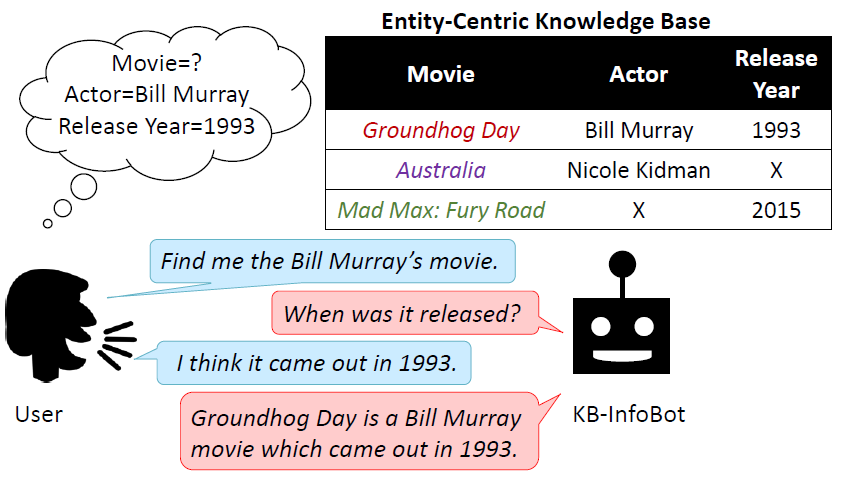 Entity-Centric Knowledge Base
Movie=?
Actor=Bill Murray
Release Year=1993
Movie Actor Release Year
Groundhog Day Bill Murray 1993
Australia Nicole Kidman X
Mad Max: Fury Road X 2015
Find me the Bill Murray’s movie.
When was it released?
I think it came out in 1993.
Groundhog Day is a Bill Murray
movie which came out in 1993.
User
KB-InfoBot